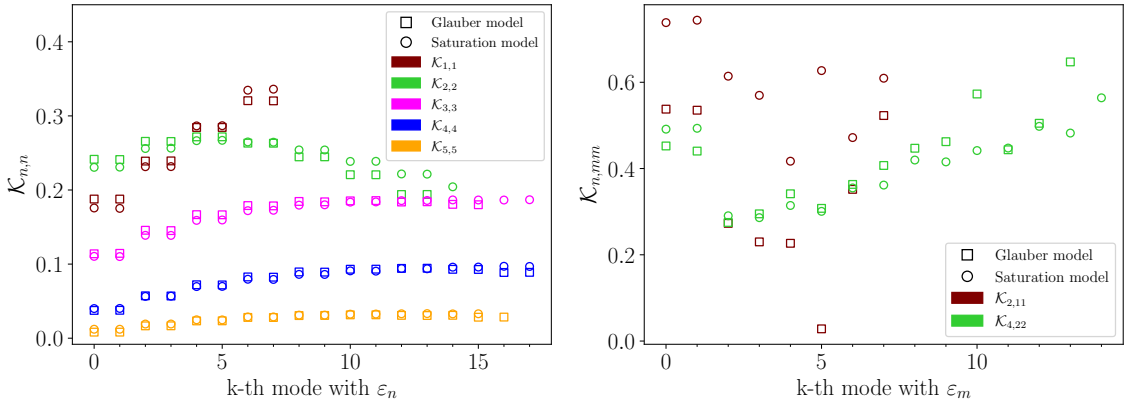 0.4
0.3
0.2
0.1
0.0
𝒦n,n
0 5 10 15
k-th mode with εn
Glauber model
Saturation model
𝒦1,1
𝒦2,2
𝒦3,3
𝒦4,4
𝒦5,5
0.6
0.4
0.2
0.0
𝒦n,mm
0 5 10
k-th mode with εm
Glauber model
Saturation model
𝒦2,11
𝒦4,22